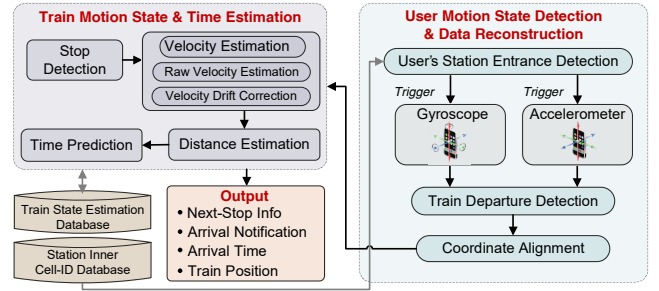 Train Motion State & Time Estimation
Stop
Detection
Velocity Estimation
Raw Velocity Estimation
Velocity Drift Correction
Time Prediction
Distance Estimation
Train State Estimation
Database
Station Inner
Cell-ID Database
Output
• Next-Stop Info
• Arrival Notification
• Arrival Time
• Train Position
User Motion State Detection
& Data Reconstruction
User's Station Entrance Detection
Trigger
Trigger
Gyroscope
Accelerometer
Train Departure Detection
Coordinate Alignment